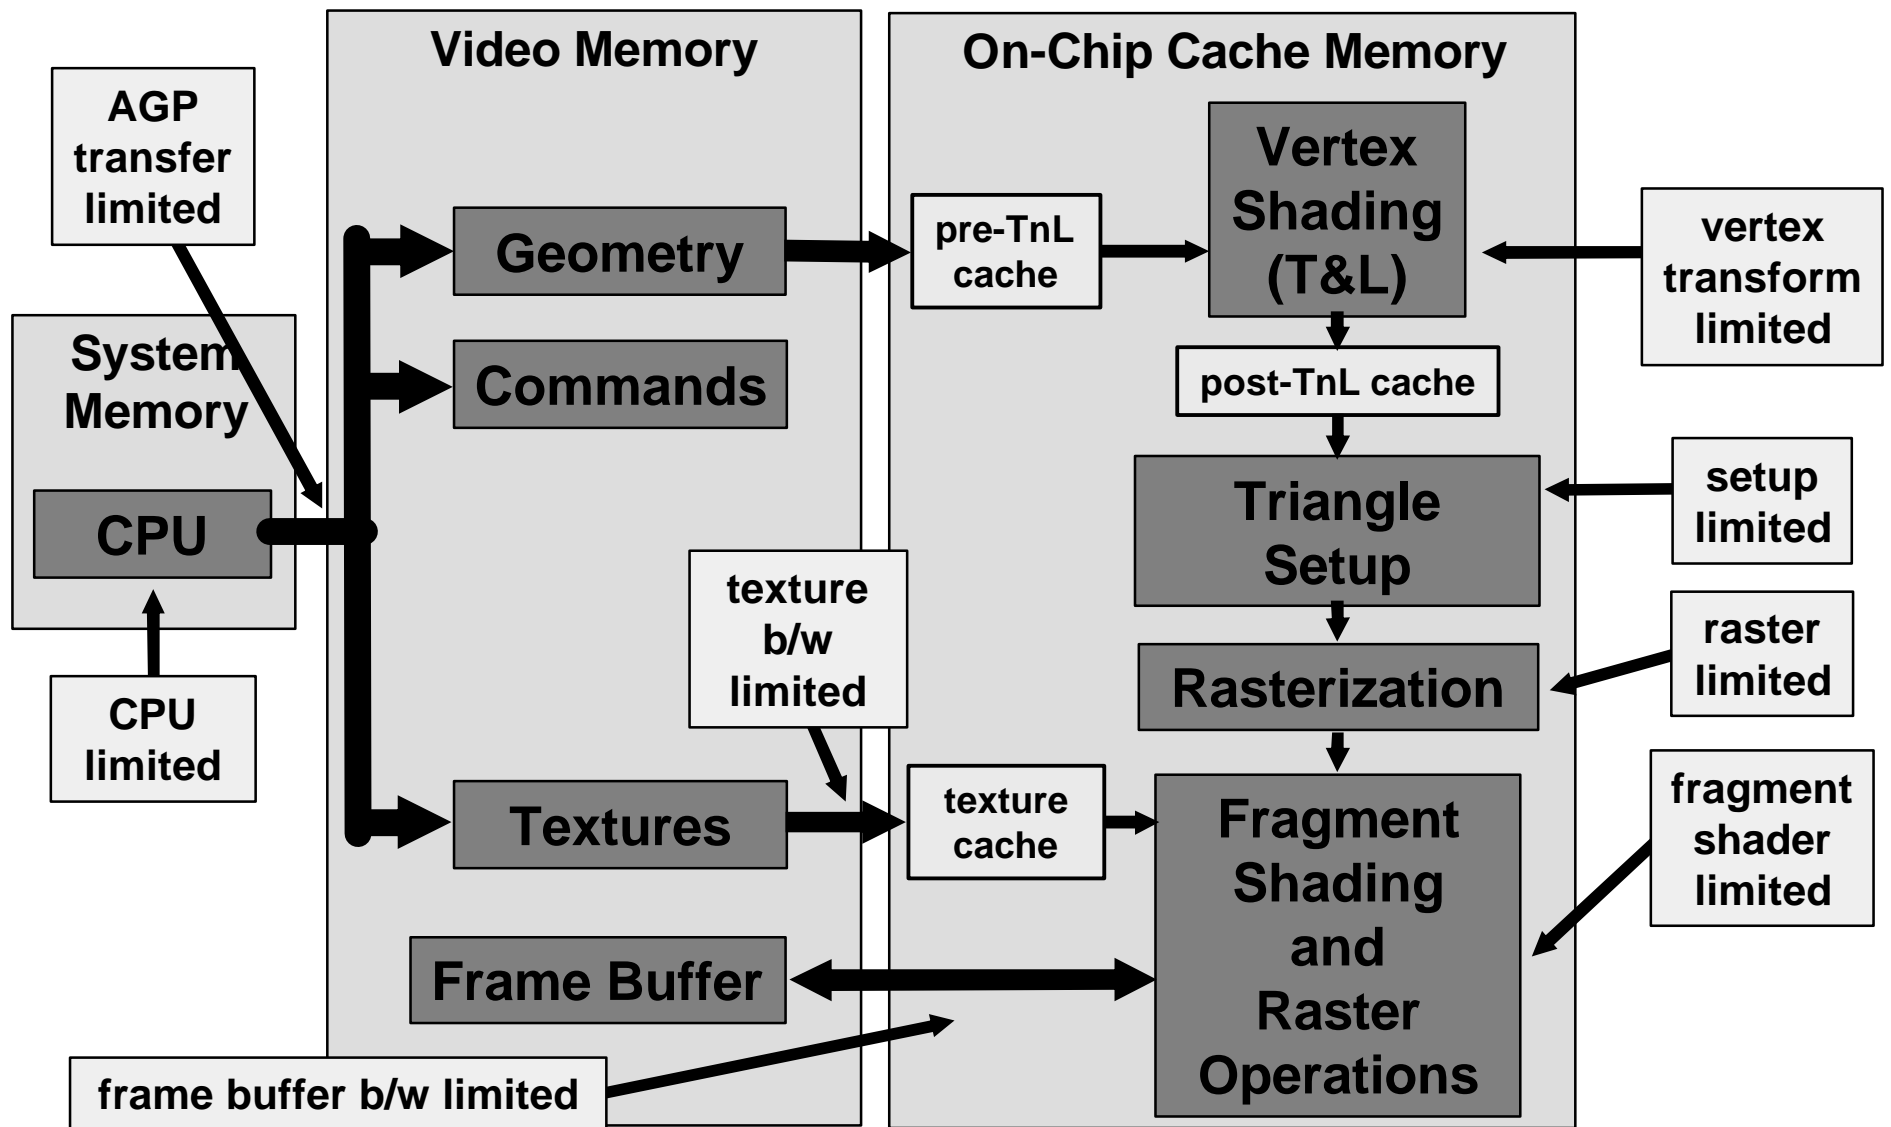 Video Memory
On-Chip Cache Memory
AGP
transfer
limited
Vertex
Shading
(T&L)
pre-TnL
cache
Geometry
vertex
transform
limited
System
Memory
Commands
post-TnL cache
CPU
Triangle
Setup
setup
limited
texture
b/w
limited
Rasterization
raster
limited
CPU
limited
Textures
texture
cache
Fragment
Shading
and
Raster
Operations
fragment
shader
limited
Frame Buffer
frame buffer b/w limited